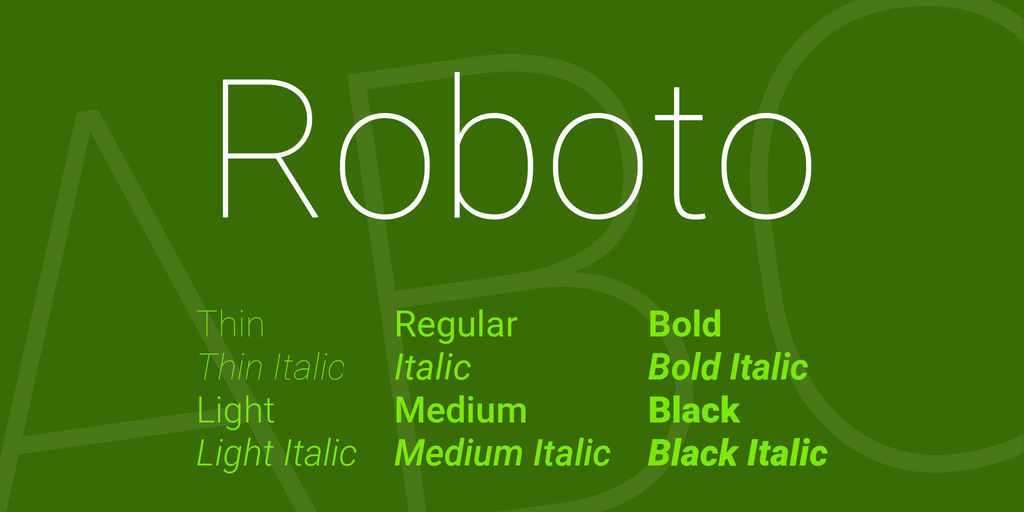 ABC
Roboto
Thin
Thin Italic
Light
Light Italic
Regular
Italic
Medium
Medium Italic
Bold
Bold Italic
Black
Black Italic